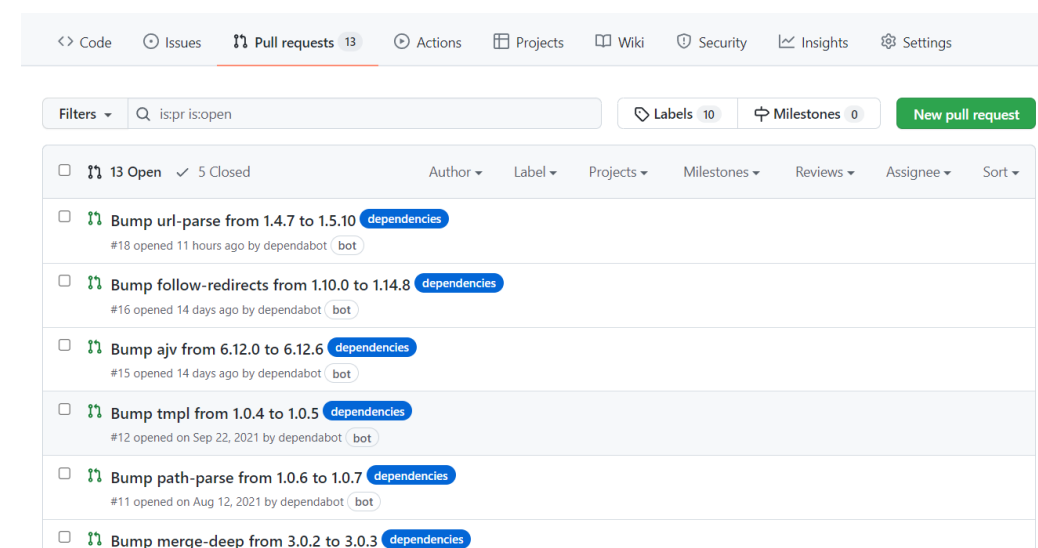 Code Issues Pull requests 13 Actions Projects Wiki Security Insights Settings
Filters is:pr is:open Labels 10 Milestones 0 New pull request
13 Open 5 Closed Author Label Projects Milestones Reviews Assignee Sort
Bump url-parse from 1.4.7 to 1.5.10 dependencies
#18 opened 11 hours ago by dependabot bot
Bump follow-redirects from 1.10.0 to 1.14.8 dependencies
#16 opened 14 days ago by dependabot bot
Bump ajv from 6.12.0 to 6.12.6 dependencies
#15 opened 14 days ago by dependabot bot
Bump tmpl from 1.0.4 to 1.0.5 dependencies
#12 opened on Sep 22, 2021 by dependabot bot
Bump path-parse from 1.0.6 to 1.0.7 dependencies
#11 opened on Aug 12, 2021 by dependabot bot
Bump merge-deep from 3.0.2 to 3.0.3 dependencies